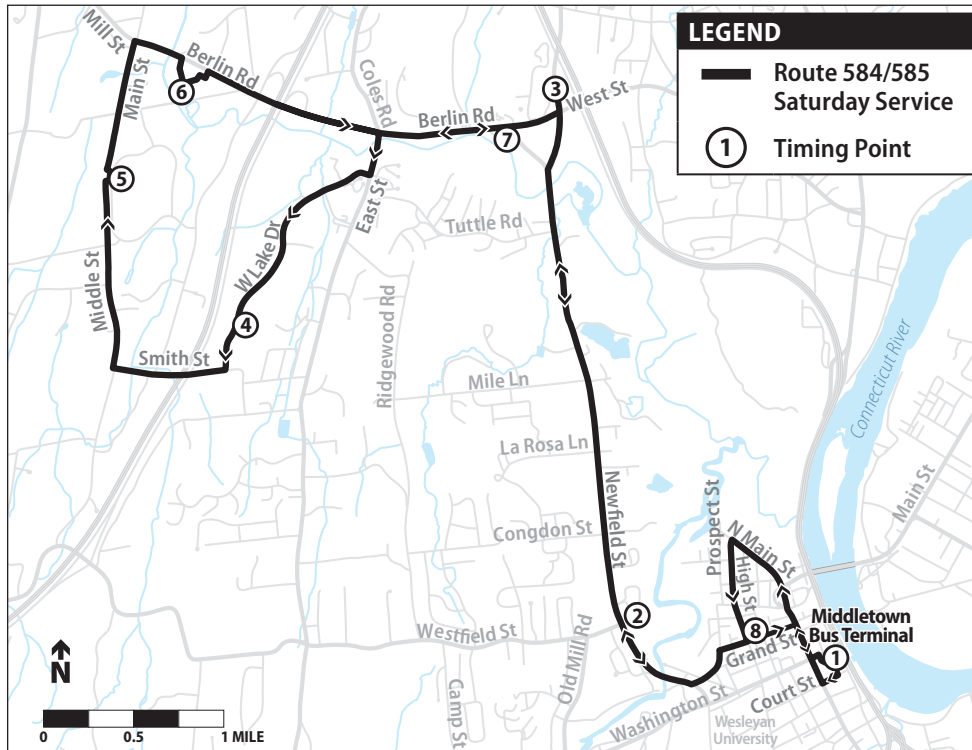 LEGEND
Route 584/585
Saturday Service
1
Timing Point
Mill St
Main St
Berlin Rd
6
Coles Rd
Berlin Rd
7
3
West St
5
East St
Tuttle Rd
W Lake Dr
Middle St
4
Smith St
Ridgewood Rd
Mile Ln
La Rosa Ln
Newfield St
Congdon St
Prospect St
N Main St
High St
Main St
Connecticut River
2
Westfield St
Old Mill Rd
Camp St
8
Grand St
Middletown
Bus Terminal
1
Court St
Washington St
Wesleyan
University
N
0
0.5
1 MILE